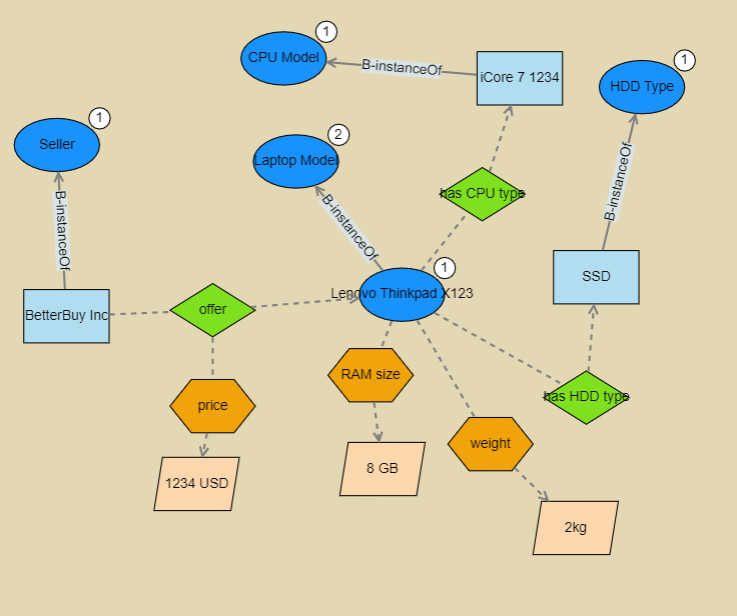 1
CPU Model
B-instanceOf
iCore 7 1234
1
HDD Type
1
Seller
2
Laptop Model
B-instanceOf
B-instanceOf
B-instanceOf
has CPU type
1
Lenovo Thinkpad X123
SSD
BetterBuy Inc
offer
RAM size
has HDD type
price
weight
8 GB
1234 USD
2kg